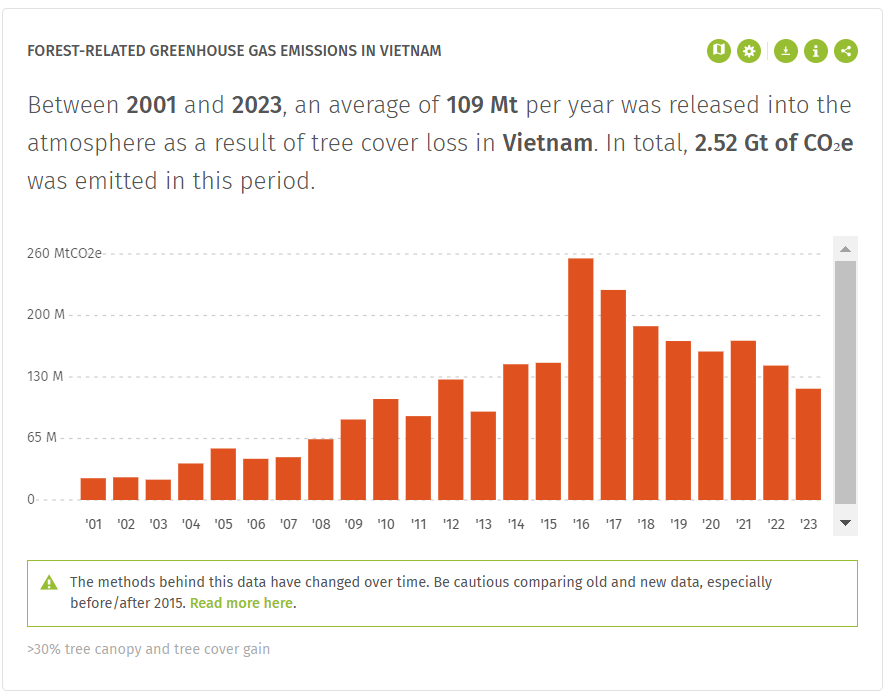 FOREST-RELATED GREENHOUSE GAS EMISSIONS IN VIETNAM
Between 2001 and 2023, an average of 109 Mt per year was released into the
atmosphere as a result of tree cover loss in Vietnam. In total, 2.52 Gt of CO₂e
was emitted in this period.
260 MtCO2e
200 M
130 M
65 M
0
'01 '02 '03 '04 '05 '06 '07 '08 '09 '10 '11 '12 '13 '14 '15 '16 '17 '18 '19 '20 '21 '22 '23
The methods behind this data have changed over time. Be cautious comparing old and new data, especially
before/after 2015. Read more here.
>30% tree canopy and tree cover gain